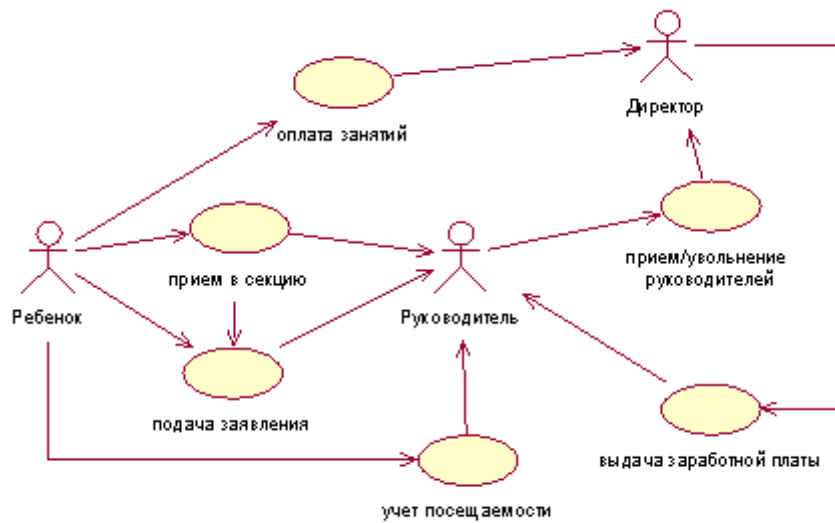 Директор
оплата занятий
прием/увольнение
руководителей
прием в секцию
Ребенок
Руководитель
подача заявления
выдача заработной платы
учет посещаемости